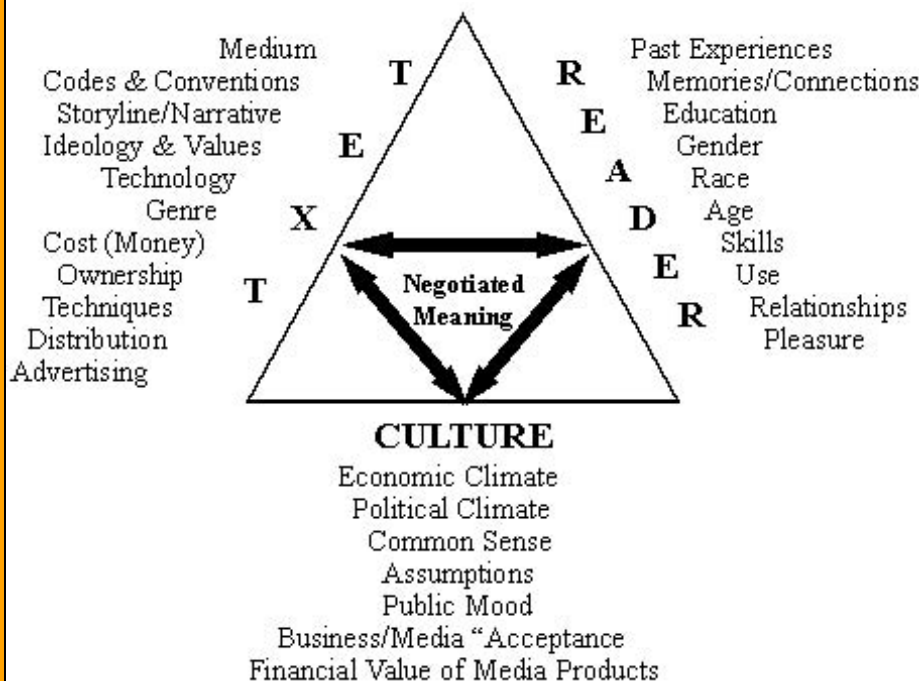 Medium
Codes & Conventions
Storyline/Narrative
Ideology & Values
Technology
Genre
Cost (Money)
Ownership
Techniques
Distribution
Advertising
TEXT
READER
Past Experiences
Memories/Connections
Education
Gender
Race
Age
Skills
Use
Relationships
Pleasure
Negotiated
Meaning
CULTURE
Economic Climate
Political Climate
Common Sense
Assumptions
Public Mood
Business/Media “Acceptance
Financial Value of Media Products